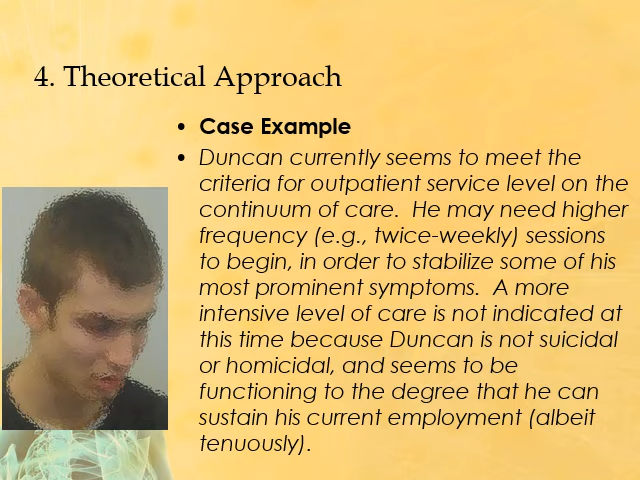 4. Theoretical Approach
• Case Example
• Duncan currently seems to meet the
criteria for outpatient service level on the
continuum of care.  He may need higher
frequency (e.g., twice-weekly) sessions
to begin, in order to stabilize some of his
most prominent symptoms.  A more
intensive level of care is not indicated at
this time because Duncan is not suicidal
or homicidal, and seems to be
functioning to the degree that he can
sustain his current employment (albeit
tenuously).